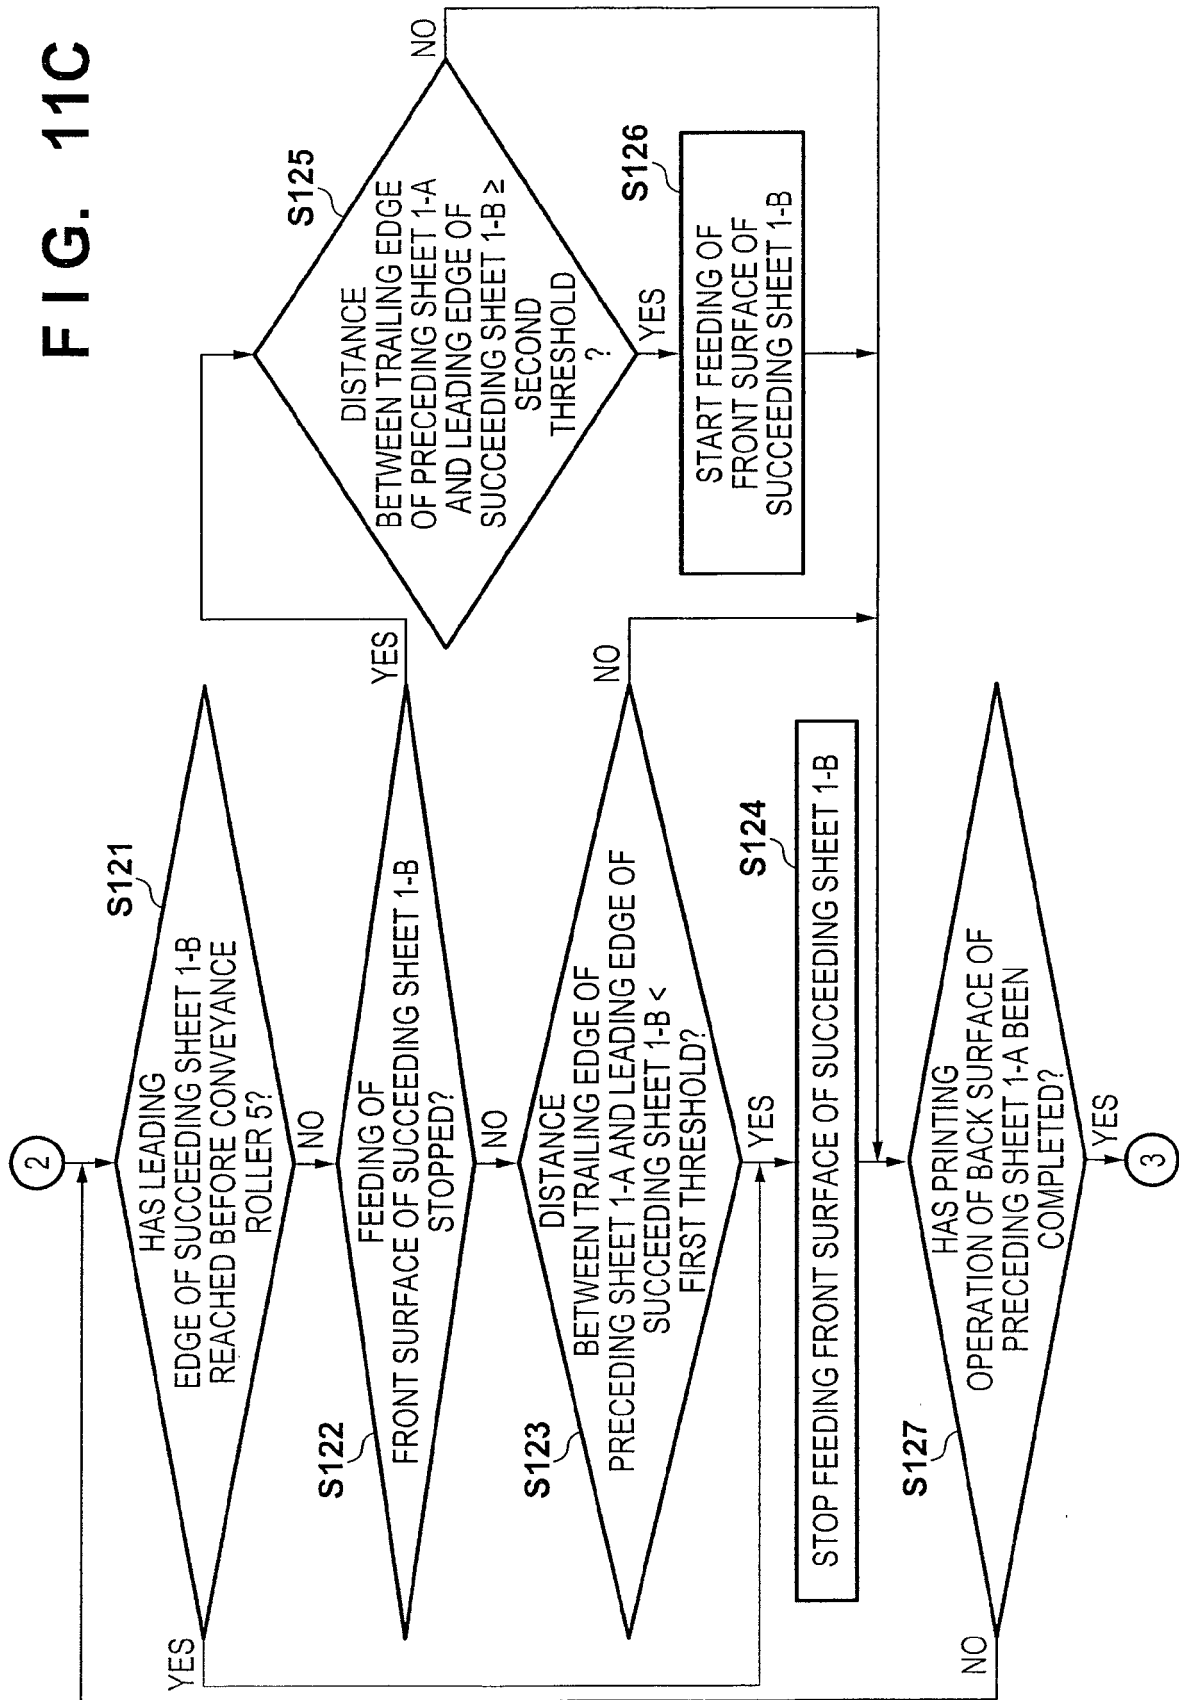 FIG. 11C
2
S121
HAS LEADING
EDGE OF SUCCEEDING SHEET 1-B
REACHED BEFORE CONVEYANCE
ROLLER 5?
YES
NO
S122
FEEDING OF
FRONT SURFACE OF SUCCEEDING SHEET 1-B
STOPPED?
YES
NO
S123
DISTANCE
BETWEEN TRAILING EDGE OF
PRECEDING SHEET 1-A AND LEADING EDGE OF
SUCCEEDING SHEET 1-B <
FIRST THRESHOLD?
NO
YES
S124
STOP FEEDING FRONT SURFACE OF SUCCEEDING SHEET 1-B
S125
DISTANCE
BETWEEN TRAILING EDGE
OF PRECEDING SHEET 1-A
AND LEADING EDGE OF
SUCCEEDING SHEET 1-B ≥
SECOND
THRESHOLD
?
NO
YES
S126
START FEEDING OF
FRONT SURFACE OF
SUCCEEDING SHEET 1-B
S127
HAS PRINTING
OPERATION OF BACK SURFACE OF
PRECEDING SHEET 1-A BEEN
COMPLETED?
NO
YES
3